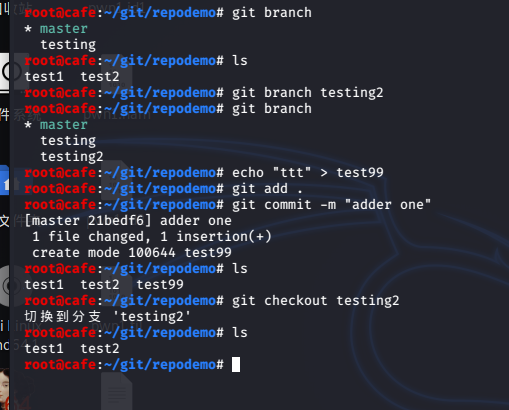 root@cafe:~/git/repodemo# git branch
* master
  testing
root@cafe:~/git/repodemo# ls
test1  test2
root@cafe:~/git/repodemo# git branch testing2
root@cafe:~/git/repodemo# git branch
* master
  testing
  testing2
root@cafe:~/git/repodemo# echo "ttt" > test99
root@cafe:~/git/repodemo# git add .
root@cafe:~/git/repodemo# git commit -m "adder one"
[master 21bedf6] adder one
 1 file changed, 1 insertion(+)
 create mode 100644 test99
root@cafe:~/git/repodemo# ls
test1  test2  test99
root@cafe:~/git/repodemo# git checkout testing2
切换到分支 'testing2'
root@cafe:~/git/repodemo# ls
test1  test2
root@cafe:~/git/repodemo#